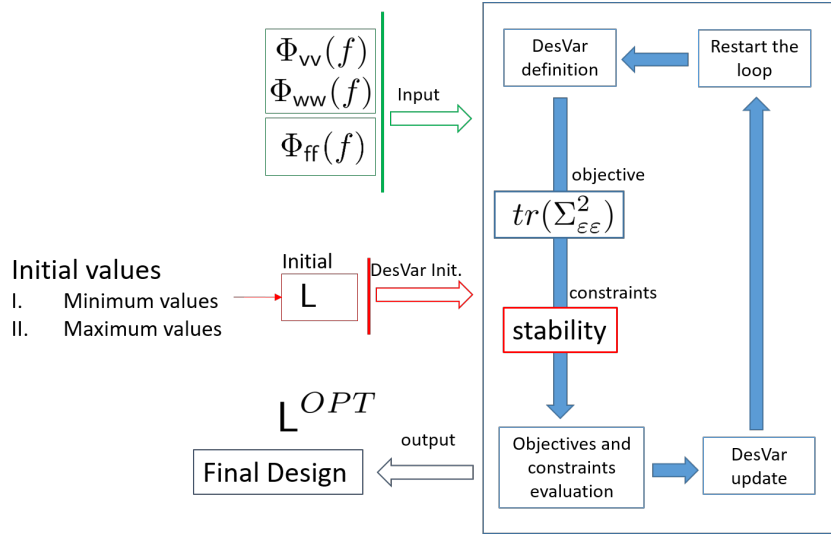 Φvv(f)
Φww(f)
Φff(f)
Input
Initial values
I. Minimum values
II. Maximum values
Initial
L
DesVar Init.
L^OPT
Final Design
output
DesVar
definition
Restart the
loop
objective
tr(Σ²εε)
constraints
stability
Objectives and
constraints
evaluation
DesVar
update